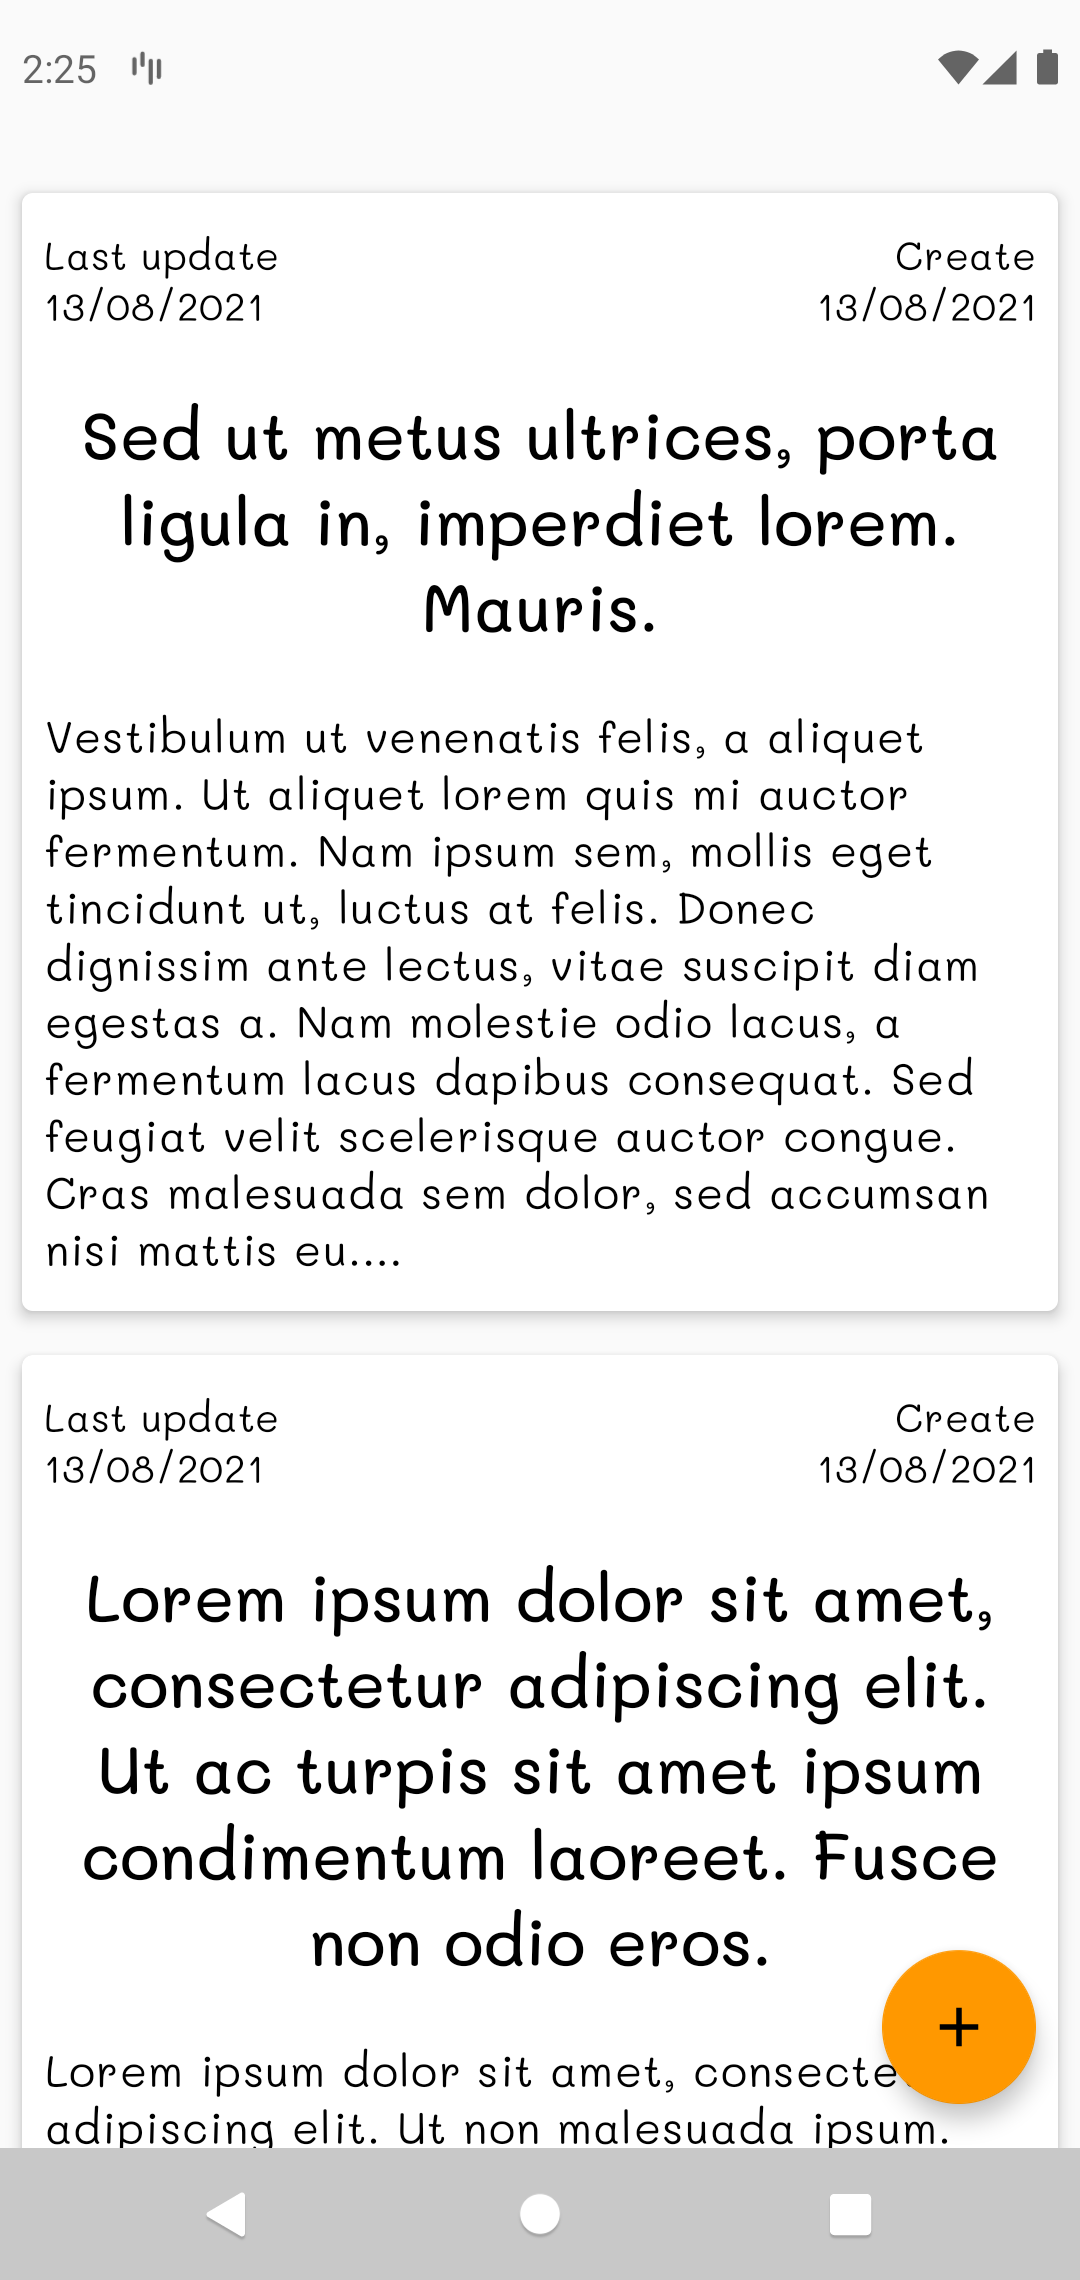 2:25
Last update
Create
13/08/2021
13/08/2021
Sed ut metus ultrices, porta
ligula in, imperdiet lorem.
Mauris.
Vestibulum ut venenatis felis, a aliquet
ipsum. Ut aliquet lorem quis mi auctor
fermentum. Nam ipsum sem, mollis eget
tincidunt ut, luctus at felis. Donec
dignissim ante lectus, vitae suscipit diam
egestas a. Nam molestie odio lacus, a
fermentum lacus dapibus consequat. Sed
feugiat velit scelerisque auctor congue.
Cras malesuada sem dolor, sed accumsan
nisi mattis eu....
Last update
Create
13/08/2021
13/08/2021
Lorem ipsum dolor sit amet,
consectetur adipiscing elit.
Ut ac turpis sit amet ipsum
condimentum laoreet. Fusce
non odio eros.
Lorem ipsum dolor sit amet,
adipiscing elit. Ut non malesuada ipsum.